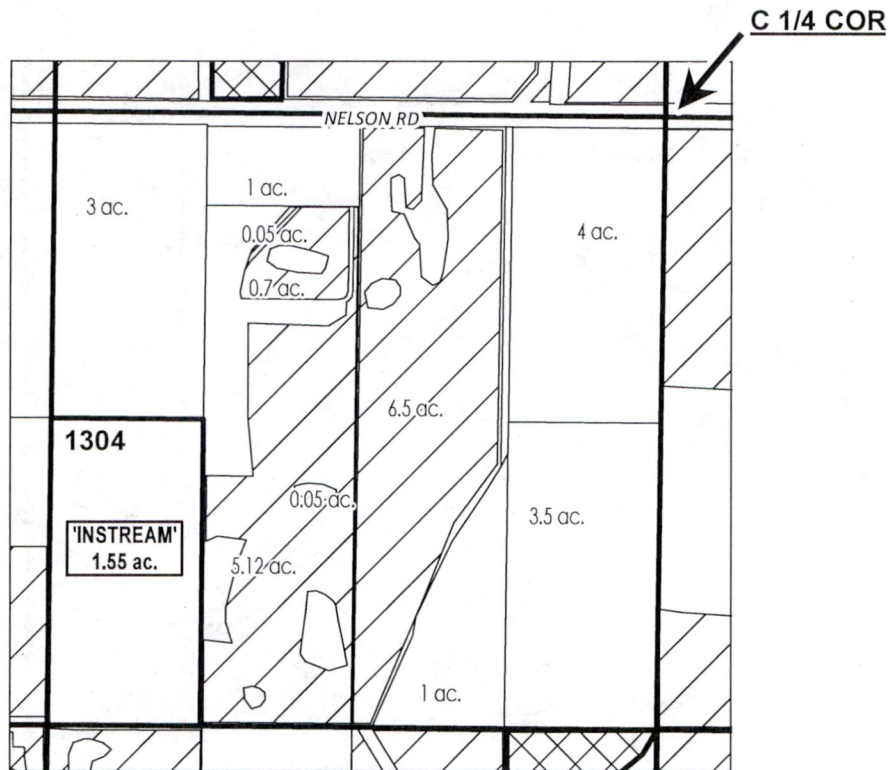 C 1/4 COR
NELSON RD
1 ac.
3 ac.
0.05 ac.
4 ac.
0.7 ac.
6.5 ac.
1304
0.05 ac.
3.5 ac.
'INSTREAM'
1.55 ac.
5.12 ac.
1 ac.